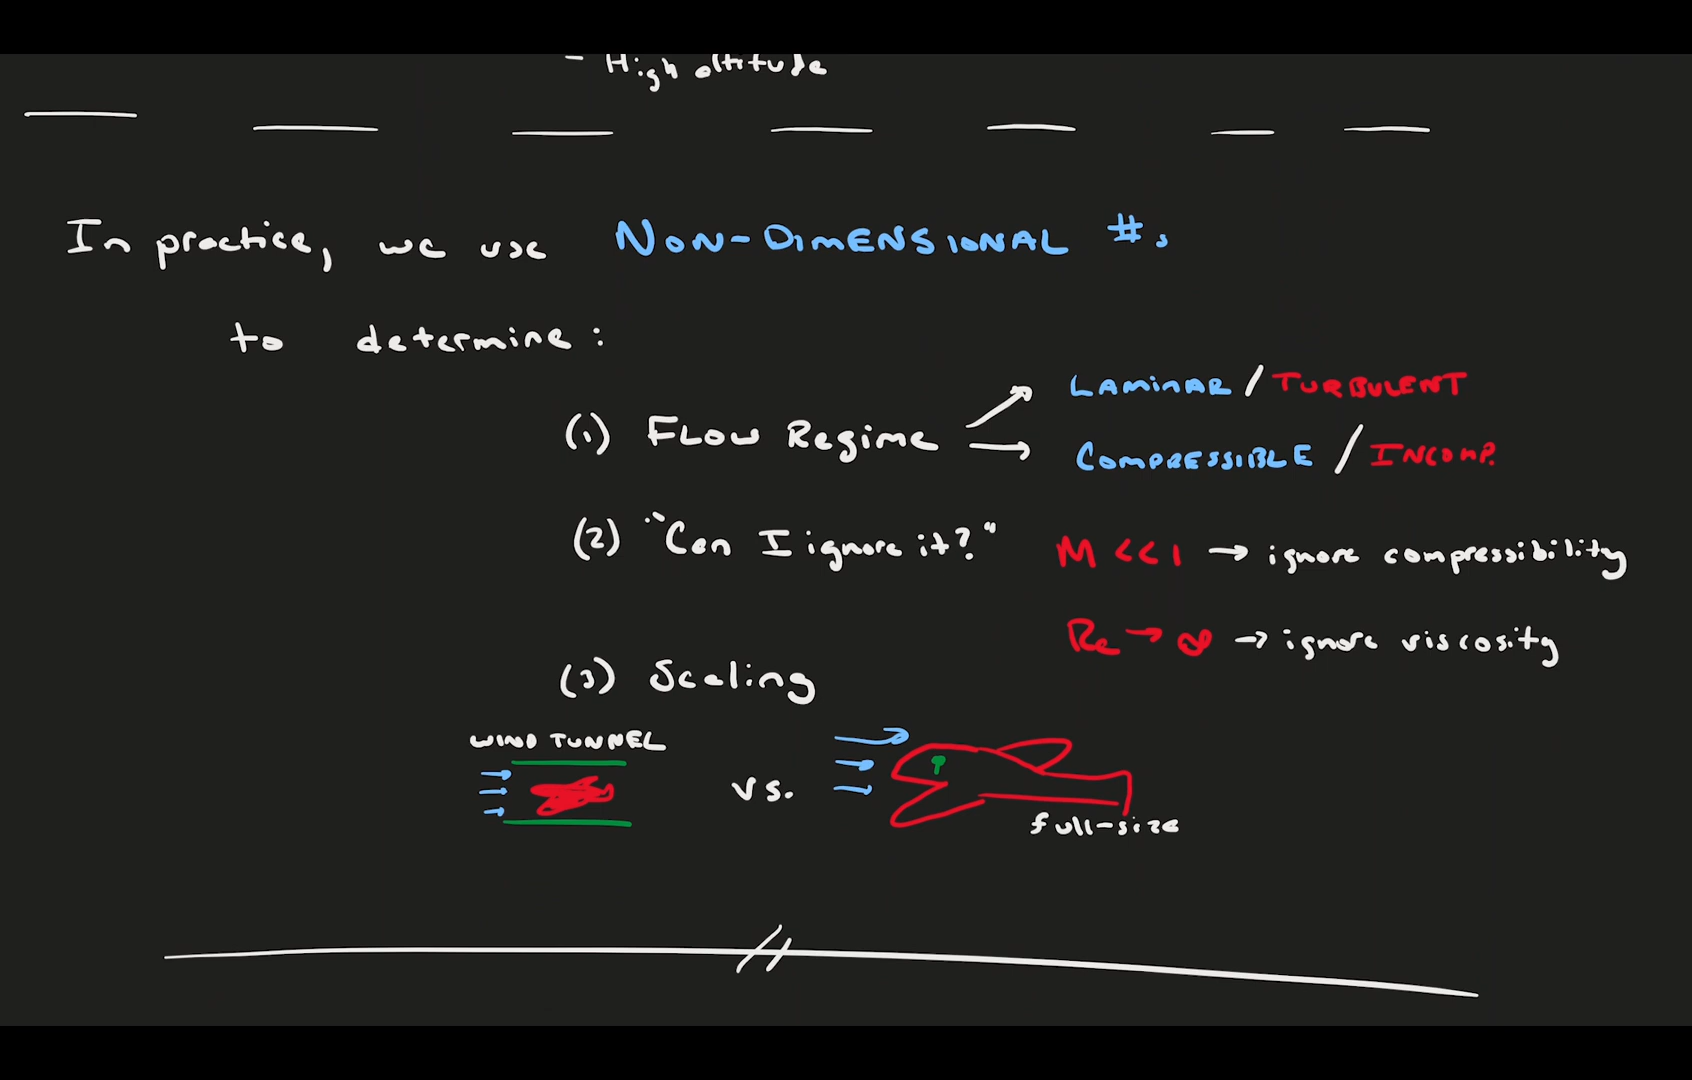 - High altitude
In practice, we use NON-DIMENSIONAL #s
to determine:
LAMINAR / TURBULENT
(1) FLOW Regime
COMPRESSIBLE / INCOMP.
(2) "Can I ignore it?" M <<1 → ignore compressibility
Re → ∞ → ignore viscosity
(3) Scaling
WIND TUNNEL
vs.
full-size